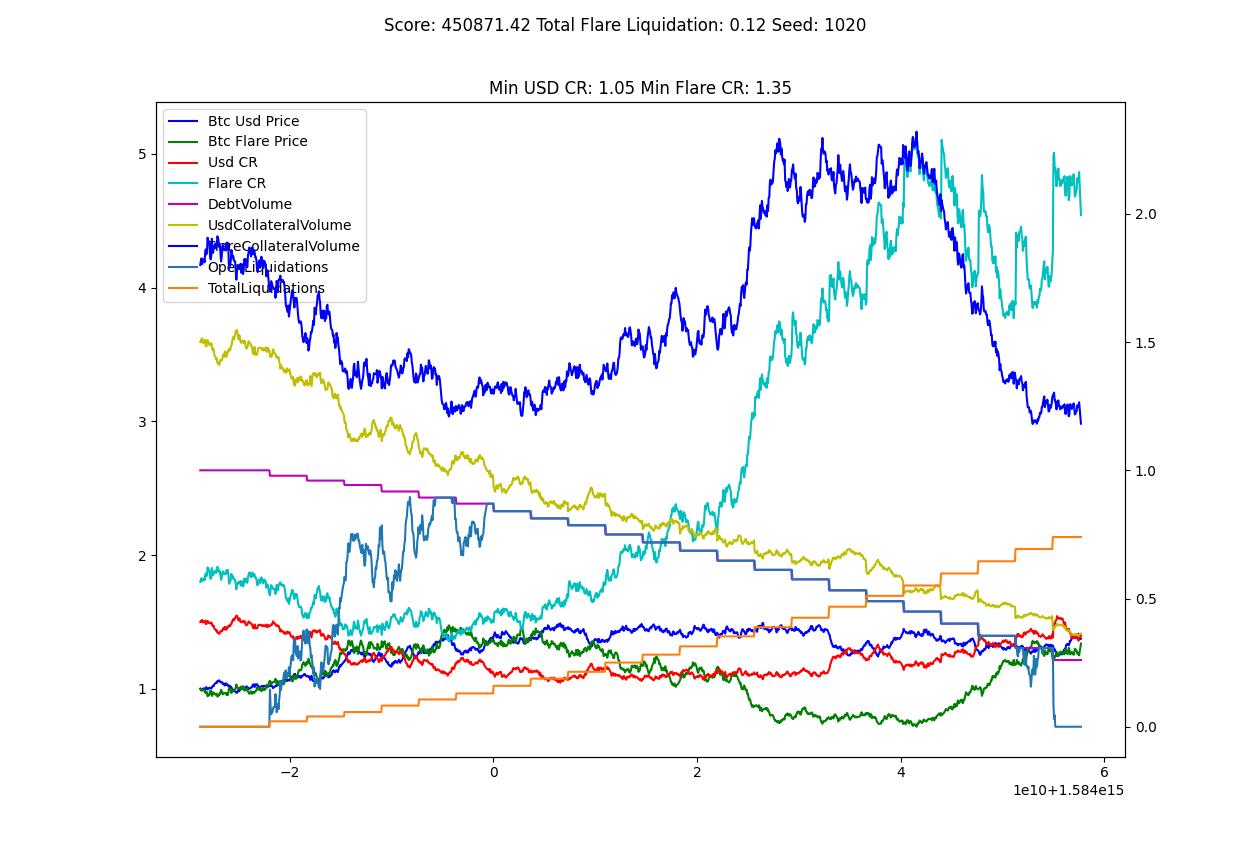 Score: 450871.42 Total Flare Liquidation: 0.12 Seed: 1020
Min USD CR: 1.05 Min Flare CR: 1.35
Btc Usd Price
Btc Flare Price
Usd CR
Flare CR
DebtVolume
UsdCollateralVolume
FlareCollateralVolume
OpenLiquidations
TotalLiquidations
5
4
3
2
1
2.0
1.5
1.0
0.5
0.0
−2
0
2
4
6
1e10+1.584e15